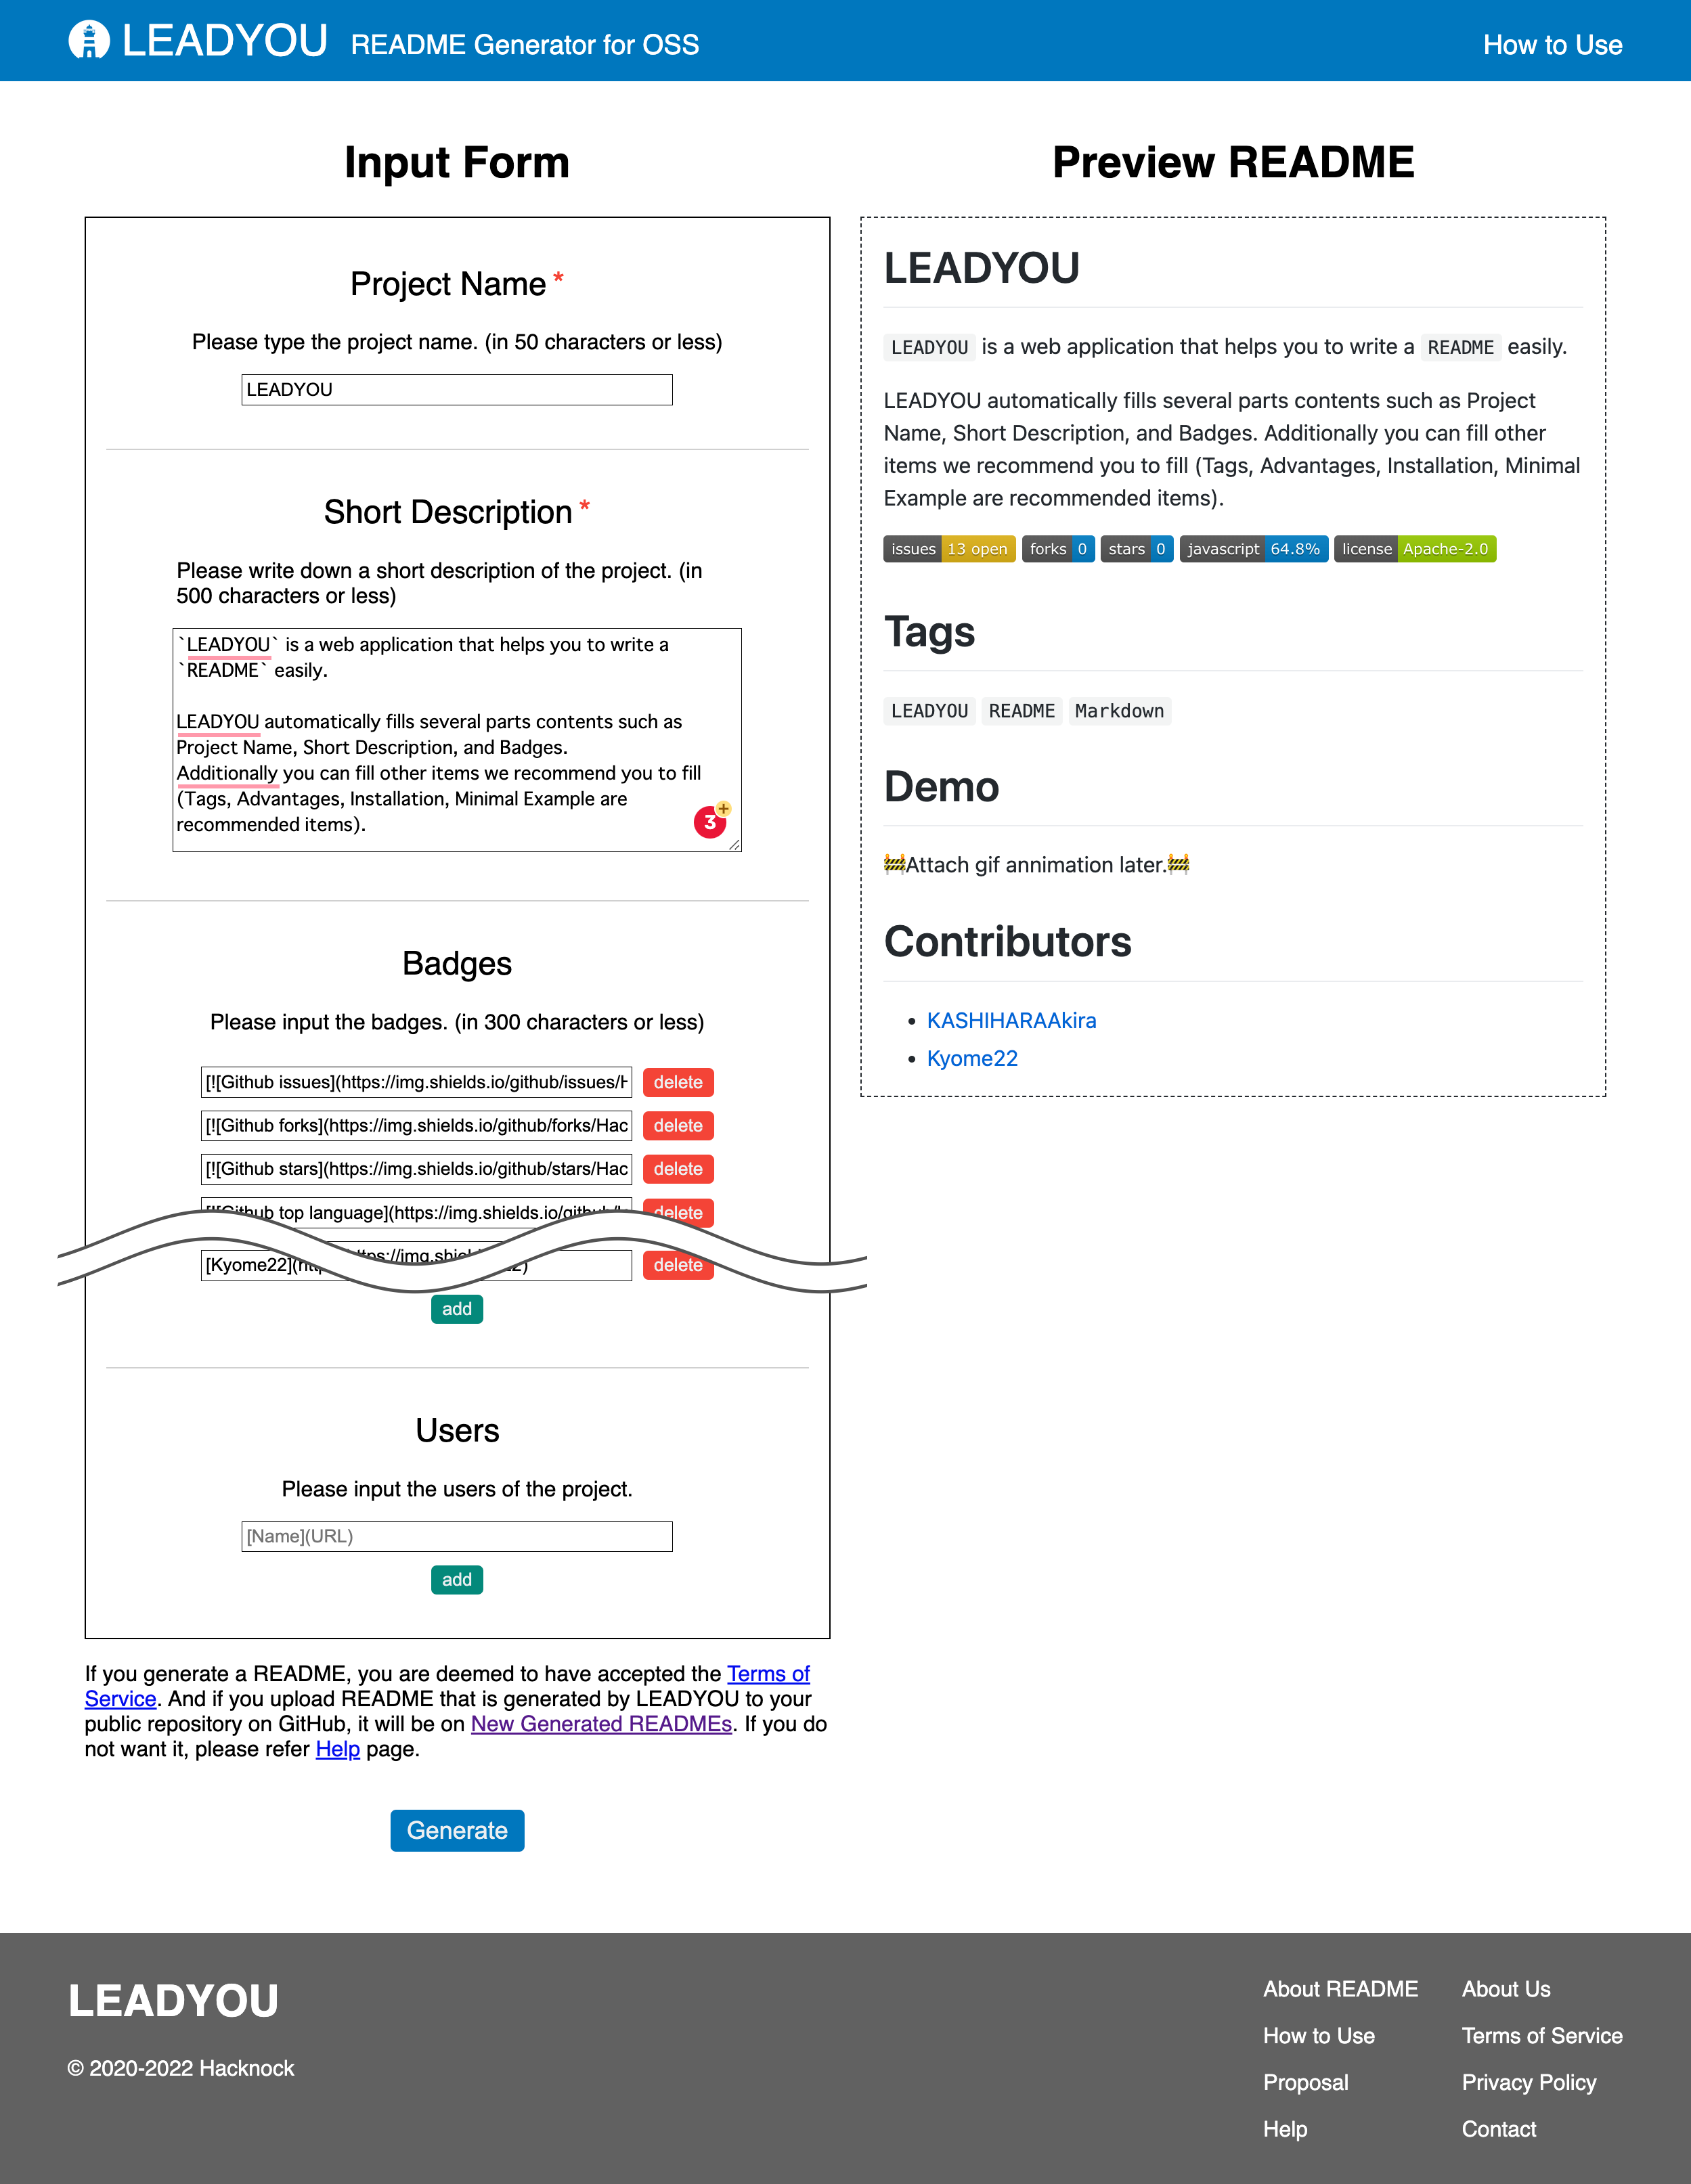 LEADYOU README Generator for OSS How to Use
Input Form
Project Name *
Please type the project name. (in 50 characters or less)
LEADYOU
Short Description *
Please write down a short description of the project. (in
500 characters or less)
`LEADYOU` is a web application that helps you to write a
`README` easily.
LEADYOU automatically fills several parts contents such as
Project Name, Short Description, and Badges.
Additionally you can fill other items we recommend you to fill
(Tags, Advantages, Installation, Minimal Example are
recommended items).
3
Badges
Please input the badges. (in 300 characters or less)
[![Github issues](https://img.shields.io/github/issues/H delete
[![Github forks](https://img.shields.io/github/forks/Hac delete
[![Github stars](https://img.shields.io/github/stars/Hac delete
[![Github top language](https://img.shields.io/github/l delete
[Kyome22](http delete
add
Users
Please input the users of the project.
[Name](URL)
add
If you generate a README, you are deemed to have accepted the Terms of
Service. And if you upload README that is generated by LEADYOU to your
public repository on GitHub, it will be on New Generated READMEs. If you do
not want it, please refer Help page.
Generate
Preview README
LEADYOU
LEADYOU is a web application that helps you to write a README easily.
LEADYOU automatically fills several parts contents such as Project
Name, Short Description, and Badges. Additionally you can fill other
items we recommend you to fill (Tags, Advantages, Installation, Minimal
Example are recommended items).
issues 13 open forks 0 stars 0 javascript 64.8% license Apache-2.0
Tags
LEADYOU README Markdown
Demo
🚧Attach gif annimation later.🚧
Contributors
• KASHIHARAAkira
• Kyome22
LEADYOU
© 2020-2022 Hacknock
About README
How to Use
Proposal
Help
About Us
Terms of Service
Privacy Policy
Contact